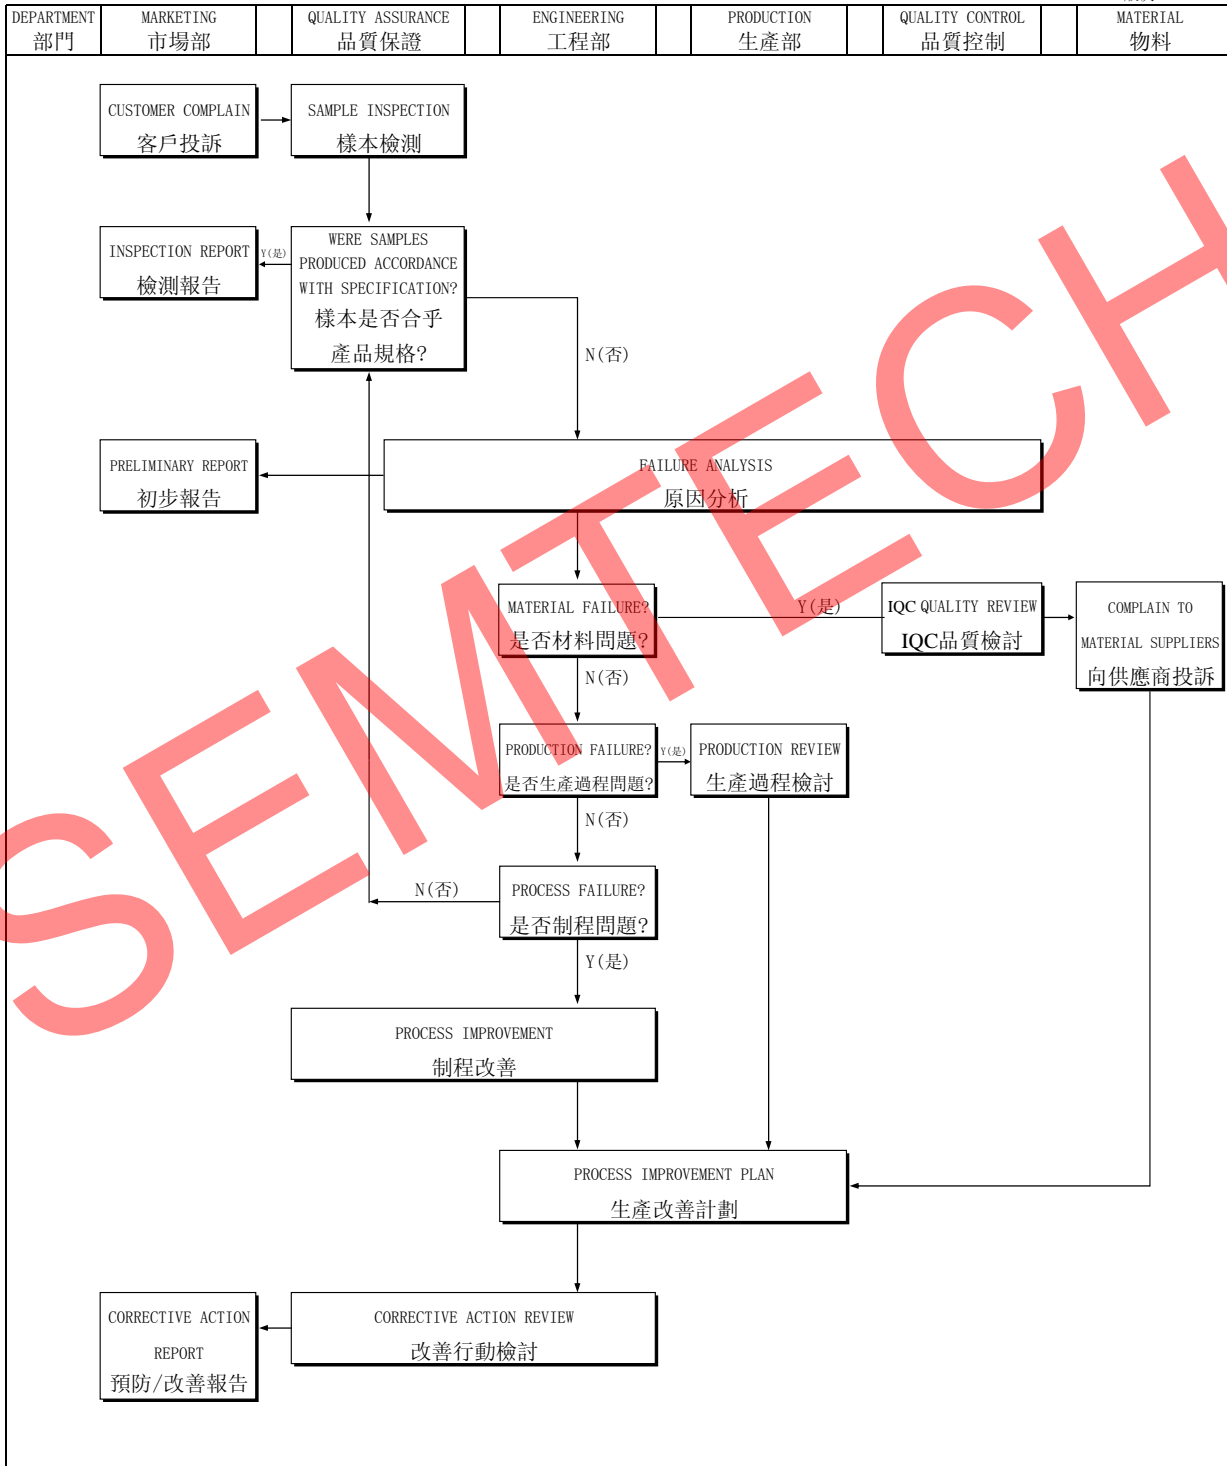 DEPARTMENT
部門
MARKETING
市場部
QUALITY ASSURANCE
品質保證
ENGINEERING
工程部
PRODUCTION
生產部
QUALITY CONTROL
品質控制
MATERIAL
物料
CUSTOMER COMPLAIN
客戶投訴
SAMPLE INSPECTION
樣本檢測
INSPECTION REPORT
檢測報告
Y(是)
WERE SAMPLES
PRODUCED ACCORDANCE
WITH SPECIFICATION?
樣本是否合乎
產品規格?
N(否)
PRELIMINARY REPORT
初步報告
FAILURE ANALYSIS
原因分析
MATERIAL FAILURE?
是否材料問題?
Y(是)
IQC QUALITY REVIEW
IQC品質檢討
COMPLAIN TO
MATERIAL SUPPLIERS
向供應商投訴
N(否)
PRODUCTION FAILURE?
是否生產過程問題?
Y(是)
PRODUCTION REVIEW
生產過程檢討
N(否)
PROCESS FAILURE?
是否制程問題?
N(否)
Y(是)
PROCESS IMPROVEMENT
制程改善
PROCESS IMPROVEMENT PLAN
生產改善計劃
CORRECTIVE ACTION
REPORT
預防/改善報告
CORRECTIVE ACTION REVIEW
改善行動檢討
SEMTECH